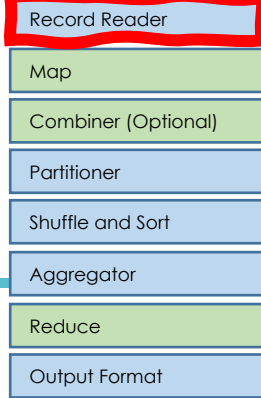 Record Reader
Map
Combiner (Optional)
Partitioner
Shuffle and Sort
Aggregator
Reduce
Output Format